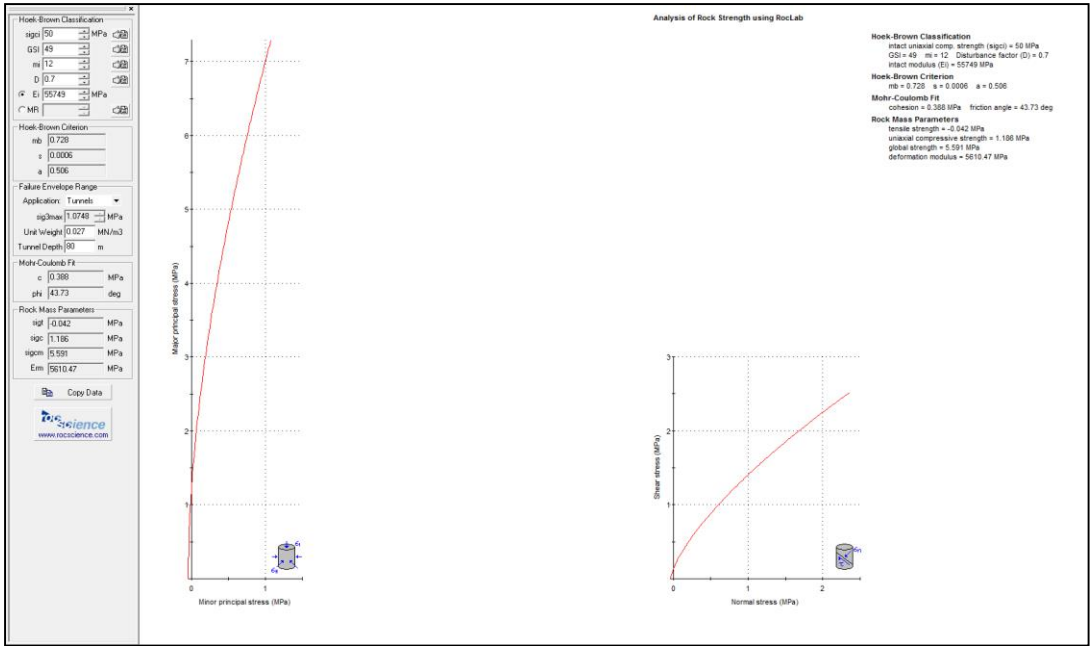 Hoek-Brown Classification
sigci 50 MPa
GSI 49
mi 12
D 0.7
Ei 55749 MPa
MR
Hoek-Brown Criterion
mb 0.728
s 0.0006
a 0.506
Failure Envelope Range
Application: Tunnels
sig3max 1.0748 MPa
Unit Weight 0.027 MN/m3
Tunnel Depth 80 m
Mohr-Coulomb Fit
c 0.388 MPa
phi 43.73 deg
Rock Mass Parameters
sigt -0.042 MPa
sigc 1.186 MPa
sigcm 5.591 MPa
Erm 5610.47 MPa
Copy Data
rocscience
www.rocscience.com
Analysis of Rock Strength using RocLab
Hoek-Brown Classification
intact uniaxial comp. strength (sigci) = 50 MPa
GSI = 49 mi = 12 Disturbance factor (D) = 0.7
intact modulus (Ei) = 55749 MPa
Hoek-Brown Criterion
mb = 0.728 s = 0.0006 a = 0.506
Mohr-Coulomb Fit
cohesion = 0.388 MPa friction angle = 43.73 deg
Rock Mass Parameters
tensile strength = -0.042 MPa
uniaxial compressive strength = 1.186 MPa
global strength = 5.591 MPa
deformation modulus = 5610.47 MPa
7
6
5
4
3
2
1
Major principal stress (MPa)
0 1
Minor principal stress (MPa)
σ1
σ3
3
2
1
Shear stress (MPa)
0 1 2
Normal stress (MPa)
σn